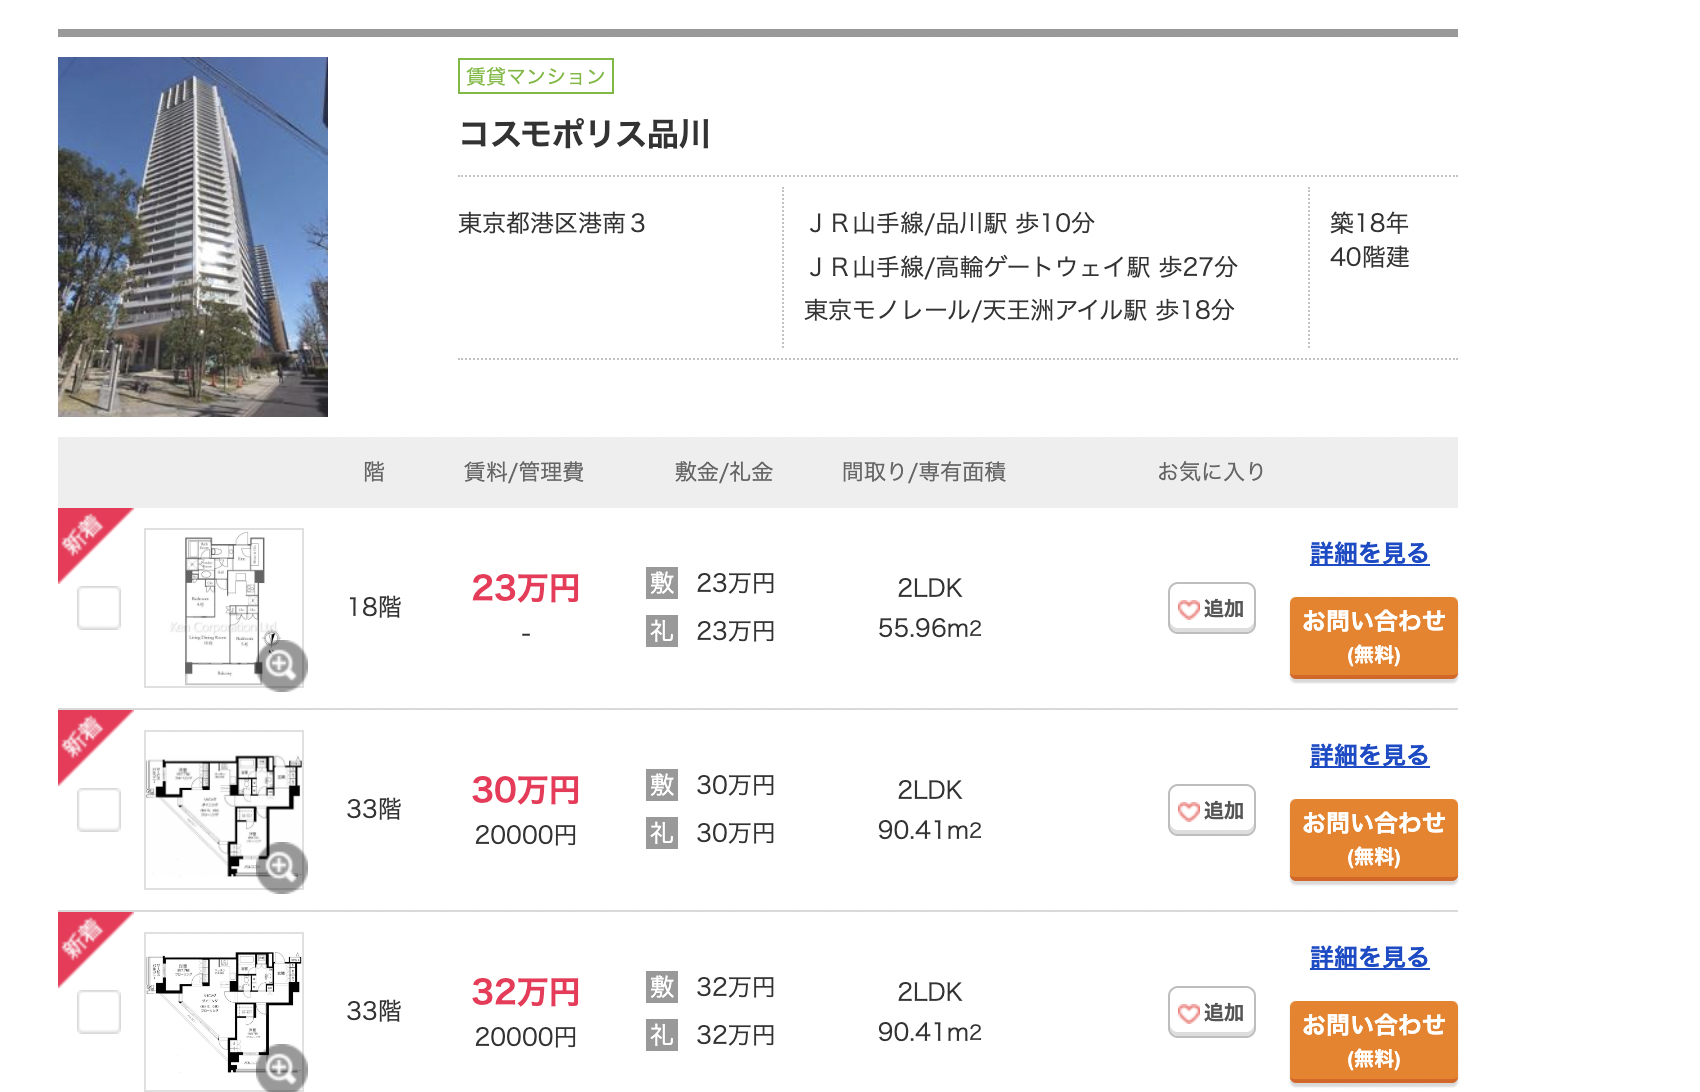 賃貸マンション
コスモポリス品川
東京都港区港南３
ＪＲ山手線/品川駅 歩10分
ＪＲ山手線/高輪ゲートウェイ駅 歩27分
東京モノレール/天王洲アイル駅 歩18分
築18年
40階建
階 賃料/管理費 敷金/礼金 間取り/専有面積 お気に入り
新着
18階
23万円
-
敷 23万円
礼 23万円
2LDK
55.96m2
追加
詳細を見る
お問い合わせ
(無料)
新着
33階
30万円
20000円
敷 30万円
礼 30万円
2LDK
90.41m2
追加
詳細を見る
お問い合わせ
(無料)
新着
33階
32万円
20000円
敷 32万円
礼 32万円
2LDK
90.41m2
追加
詳細を見る
お問い合わせ
(無料)